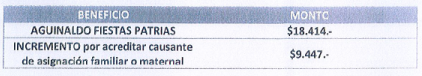 BENEFICIO MONTO
AGUINALDO FIESTAS PATRIAS $18.414.-
INCREMENTO por acreditar causante
de asignación familiar o maternal $9.447.-